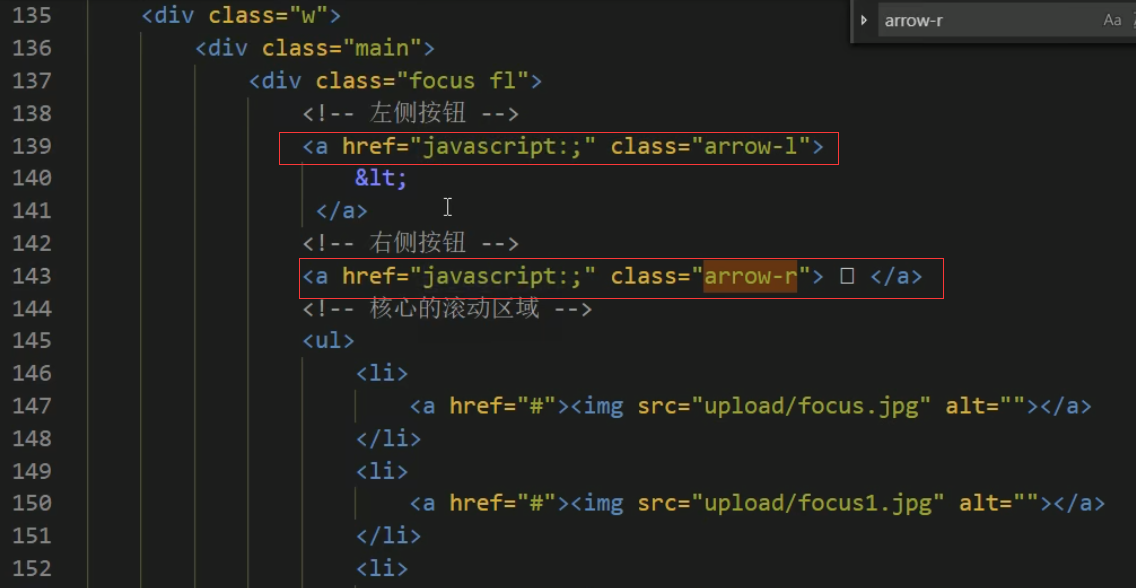 arrow-r Aa
135 <div class="w">
136 <div class="main">
137 <div class="focus fl">
138 <!-- 左侧按钮 -->
139 <a href="javascript:;" class="arrow-l">
140 &lt;
141 </a>
142 <!-- 右侧按钮 -->
143 <a href="javascript:;" class="arrow-r">  </a>
144 <!-- 核心的滚动区域 -->
145 <ul>
146 <li>
147 <a href="#"><img src="upload/focus.jpg" alt=""></a>
148 </li>
149 <li>
150 <a href="#"><img src="upload/focus1.jpg" alt=""></a>
151 </li>
152 <li>